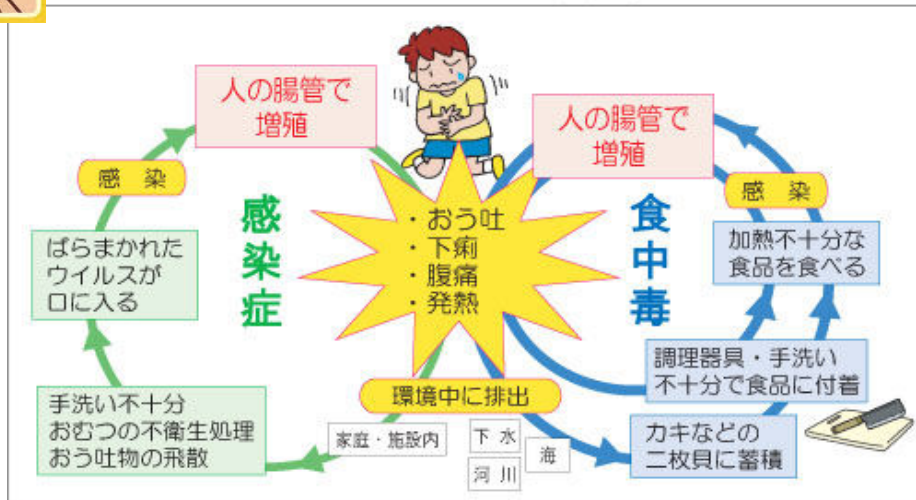 人の腸管で
増殖
感 染
ばらまかれた
ウイルスが
口に入る
手洗い不十分
おむつの不衛生処理
おう吐物の飛散
感染症
・おう吐
・下痢
・腹痛
・発熱
環境中に排出
家庭・施設内
下 水
河 川
海
食中毒
人の腸管で
増殖
感 染
加熱不十分な
食品を食べる
調理器具・手洗い
不十分で食品に付着
カキなどの
二枚貝に蓄積